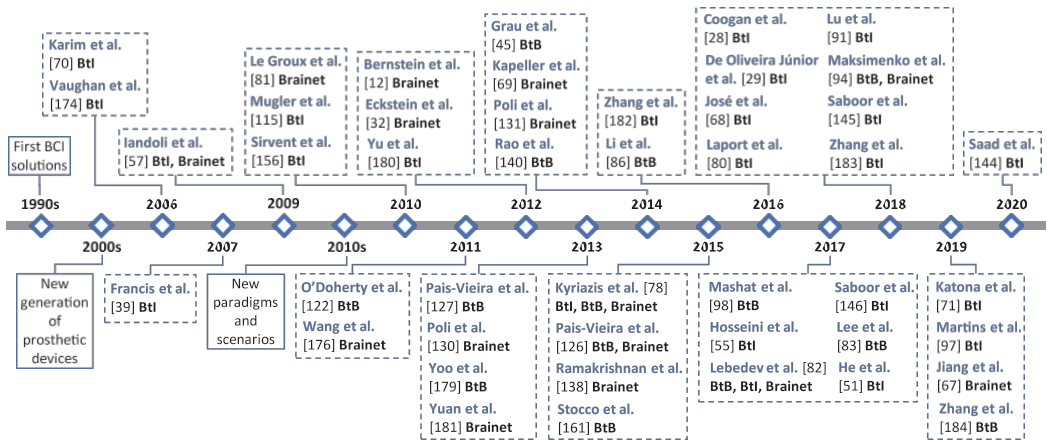 Karim et al.
[70] BtI
Vaughan et al.
[174] BtI
Iandoli et al.
[57] BtI, Brainet
Le Groux et al.
[81] Brainet
Mugler et al.
[115] BtI
Sirvent et al.
[156] BtI
Bernstein et al.
[12] Brainet
Eckstein et al.
[32] Brainet
Yu et al.
[180] BtI
Grau et al.
[45] BtB
Kapeller et al.
[69] Brainet
Poli et al.
[131] Brainet
Rao et al.
[140] BtB
Zhang et al.
[182] BtI
Li et al.
[86] BtB
Coogan et al.
[28] BtI
De Oliveira Júnior
et al. [29] BtI
José et al.
[68] BtI
Laport et al.
[80] BtI
Lu et al.
[91] BtI
Maksimenko et al.
[94] BtB, Brainet
Saboor et al.
[145] BtI
Zhang et al.
[183] BtI
Saad et al.
[144] BtI
First BCI
solutions
1990s
2006
2009
2010
2012
2014
2016
2018
2020
2000s
2007
2010s
2011
2013
2015
2017
2019
New
generation
of
prosthetic
devices
Francis et al.
[39] BtI
New
paradigms
and
scenarios
O'Doherty et al.
[122] BtB
Wang et al.
[176] Brainet
Pais-Vieira et al.
[127] BtB
Poli et al.
[130] Brainet
Yoo et al.
[179] BtB
Yuan et al.
[181] Brainet
Kyriazis et al. [78]
BtI, BtB, Brainet
Pais-Vieira et al.
[126] BtB, Brainet
Ramakrishnan et al.
[138] Brainet
Stocco et al.
[161] BtB
Mashat et al.
[98] BtB
Hosseini et al.
[55] BtI
Lebedev et al. [82]
BtB, BtI, Brainet
Saboor et al.
[146] BtI
Lee et al.
[83] BtB
He et al.
[51] BtI
Katona et al.
[71] BtI
Martins et al.
[97] BtI
Jiang et al.
[67] Brainet
Zhang et al.
[184] BtB